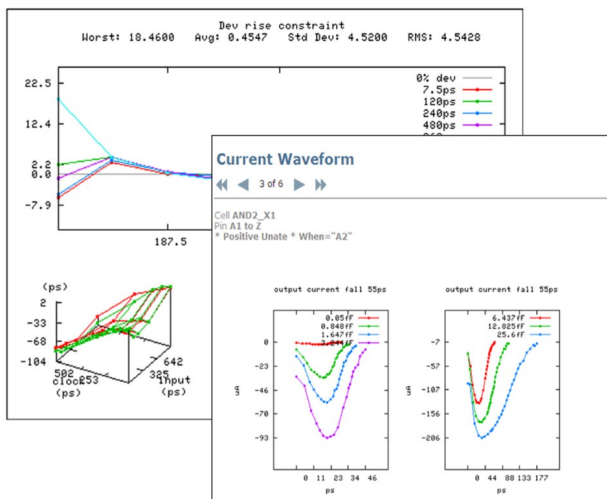 Dev rise constraint
Worst: 18.4600 Avg: 0.4547 Std Dev: 4.5200 RMS: 4.5428
22.5
12.4
2.2
0.0
-7.9
187.5
0% dev
7.5ps
120ps
240ps
480ps
(ps)
2
-33
-68
-104
502
253
clock
(ps)
642
325
input
(ps)
Current Waveform
3 of 6
Cell AND2_X1
Pin A1 to Z
* Positive Unate * When="A2"
output current fall 55ps
0.05fF
0.848fF
1.647fF
0
-23
-46
-70
-93
uA
0 11 23 34 46
ps
output current fall 55ps
6.437fF
12.825fF
25.6fF
-7
-57
-107
-156
-206
uA
0 44 88 133 177
ps